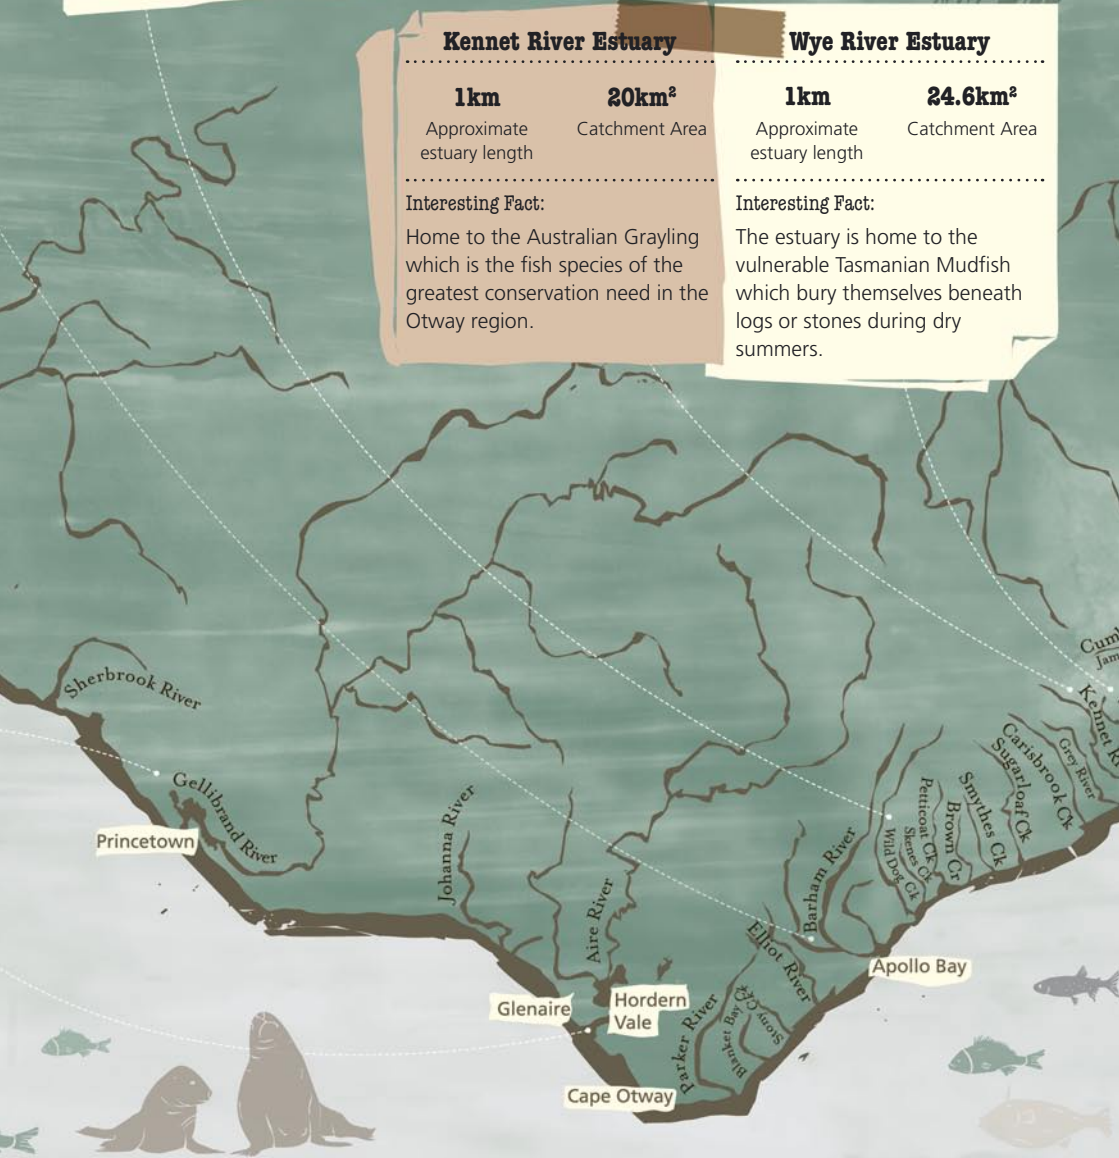 Kennet River Estuary
1km
Approximate
estuary length
20km²
Catchment Area
Interesting Fact:
Home to the Australian Grayling
which is the fish species of the
greatest conservation need in the
Otway region.
Wye River Estuary
1km
Approximate
estuary length
24.6km²
Catchment Area
Interesting Fact:
The estuary is home to the
vulnerable Tasmanian Mudfish
which bury themselves beneath
logs or stones during dry
summers.
Sherbrook River
Gellibrand River
Princetown
Johanna River
Aire River
Glenaire
Hordern
Vale
Cape Otway
Parker River
Blanket Bay Ck
Stony Ck
Elliot River
Barham River
Apollo Bay
Wild Dog Ck
Skenes Ck
Petticoat Ck
Brown Cr
Smythes Ck
Sugarloaf Ck
Carisbrook Ck
Grey River
Kennet